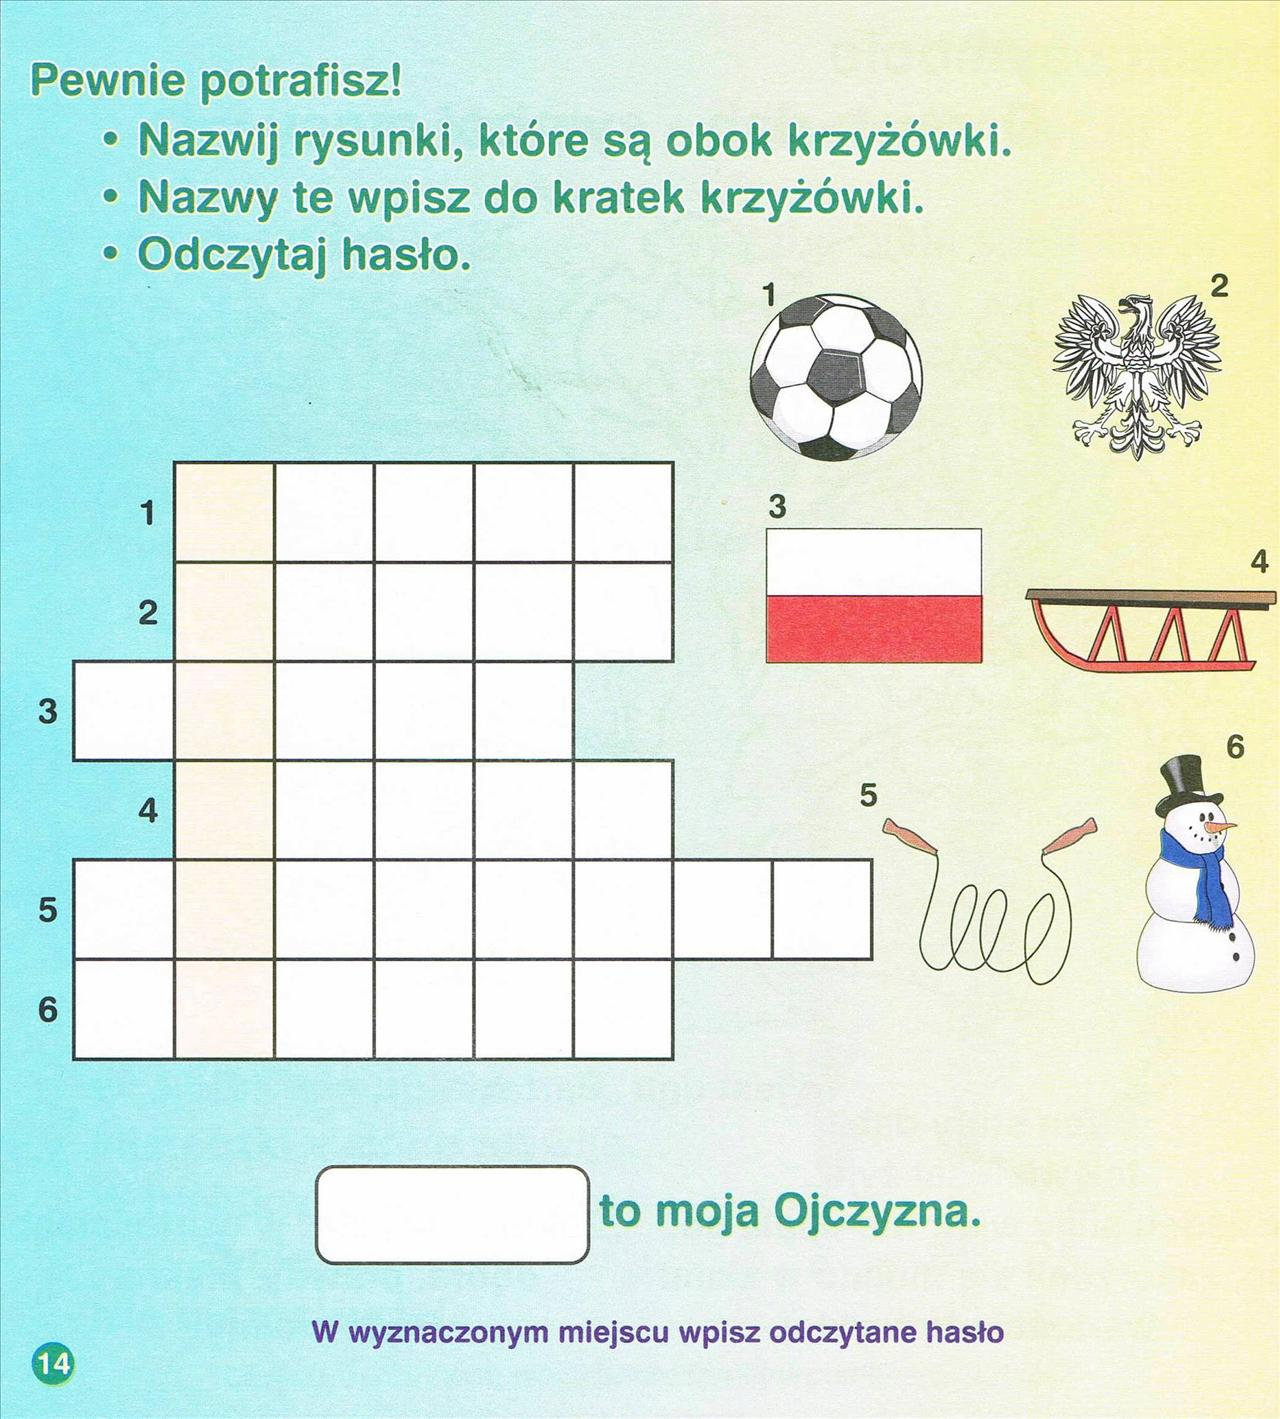 Pewnie potrafisz!
• Nazwij rysunki, które są obok krzyżówki.
• Nazwy te wpisz do kratek krzyżówki.
• Odczytaj hasło.
1
2
3
4
5
6
1
2
3
4
5
6
to moja Ojczyzna.
W wyznaczonym miejscu wpisz odczytane hasło
14